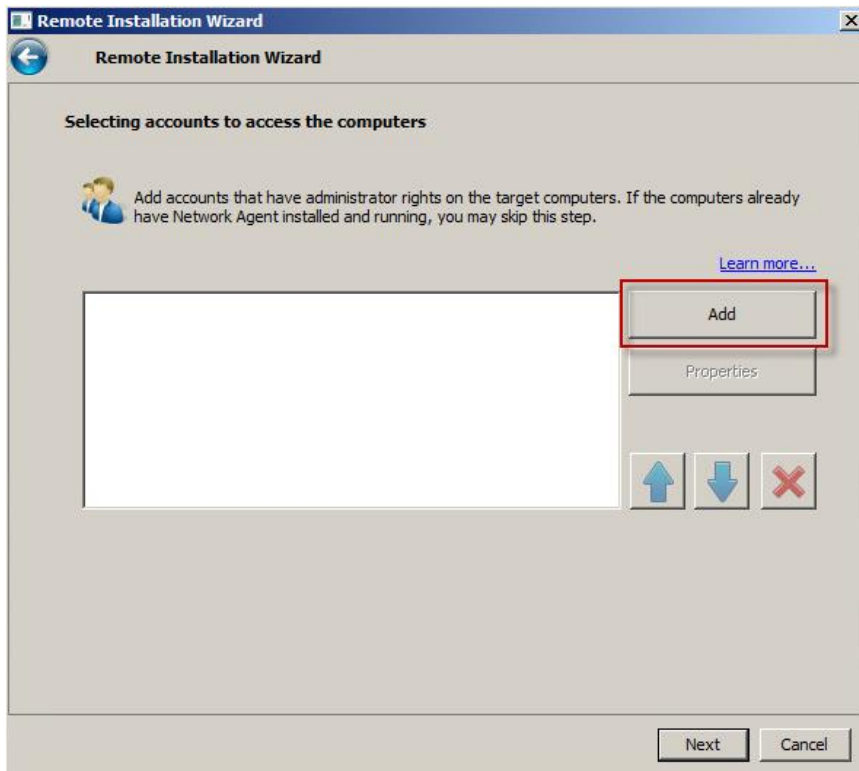 Remote Installation Wizard
Remote Installation Wizard
Selecting accounts to access the computers
Add accounts that have administrator rights on the target computers. If the computers already
have Network Agent installed and running, you may skip this step.
Learn more...
Add
Properties
Next
Cancel